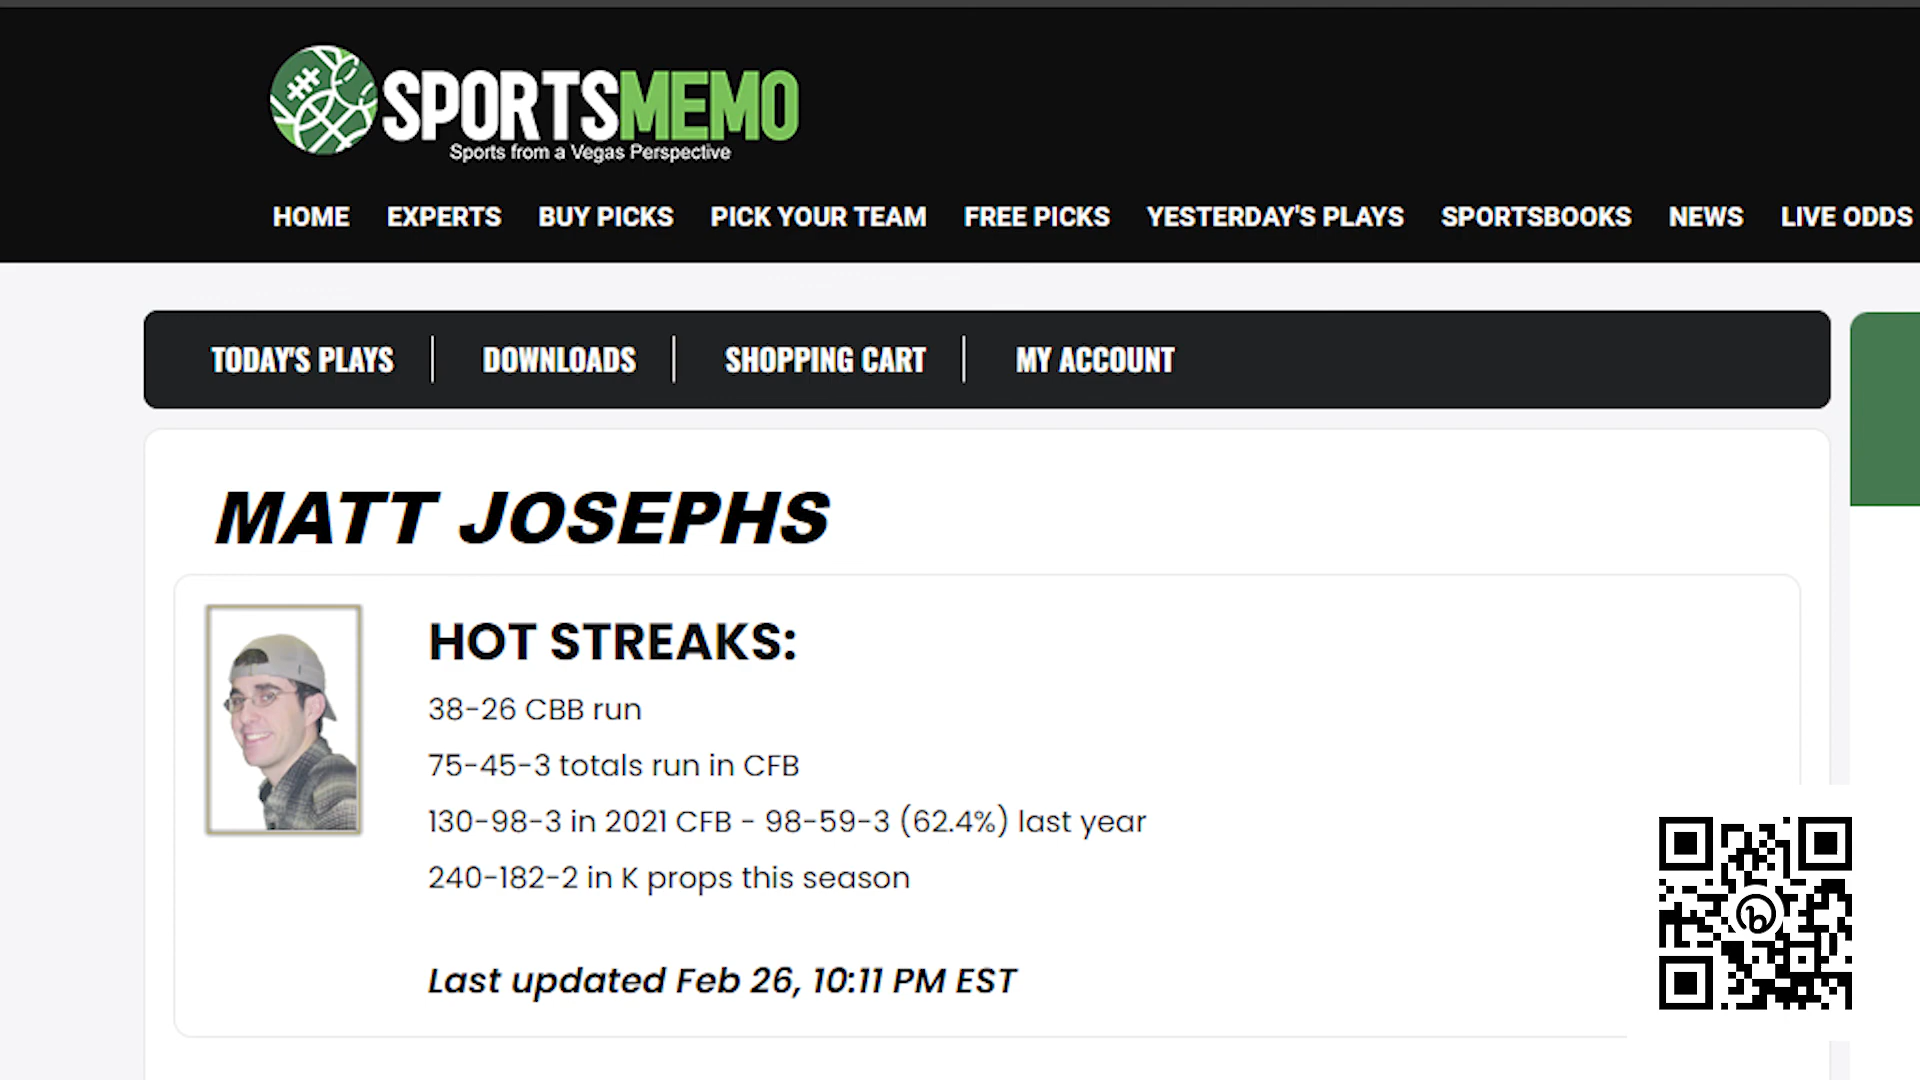 SPORTSMEMO
Sports from a Vegas Perspective
HOME EXPERTS BUY PICKS PICK YOUR TEAM FREE PICKS YESTERDAY'S PLAYS SPORTSBOOKS NEWS LIVE ODDS
TODAY'S PLAYS DOWNLOADS SHOPPING CART MY ACCOUNT
MATT JOSEPHS
HOT STREAKS:
38-26 CBB run
75-45-3 totals run in CFB
130-98-3 in 2021 CFB - 98-59-3 (62.4%) last year
240-182-2 in K props this season
Last updated Feb 26, 10:11 PM EST
b